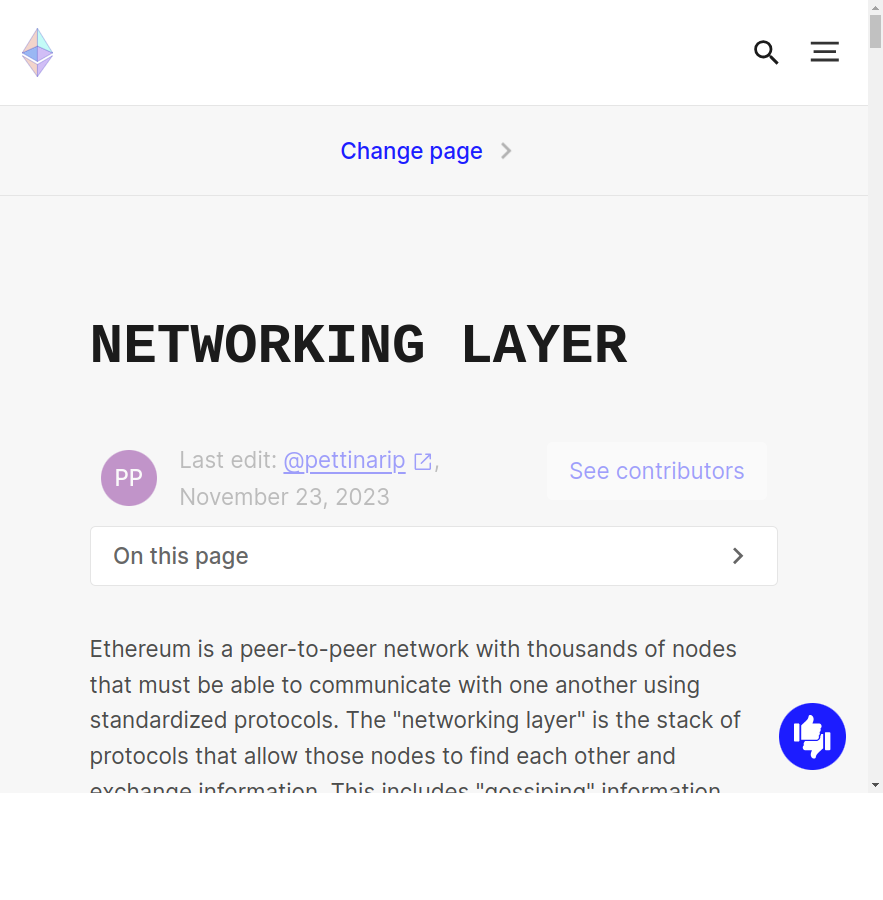 Change page
NETWORKING LAYER
PP
Last edit: @pettinarip,
November 23, 2023
See contributors
On this page
Ethereum is a peer-to-peer network with thousands of nodes
that must be able to communicate with one another using
standardized protocols. The "networking layer" is the stack of
protocols that allow those nodes to find each other and
exchange information. This includes "gossiping" information